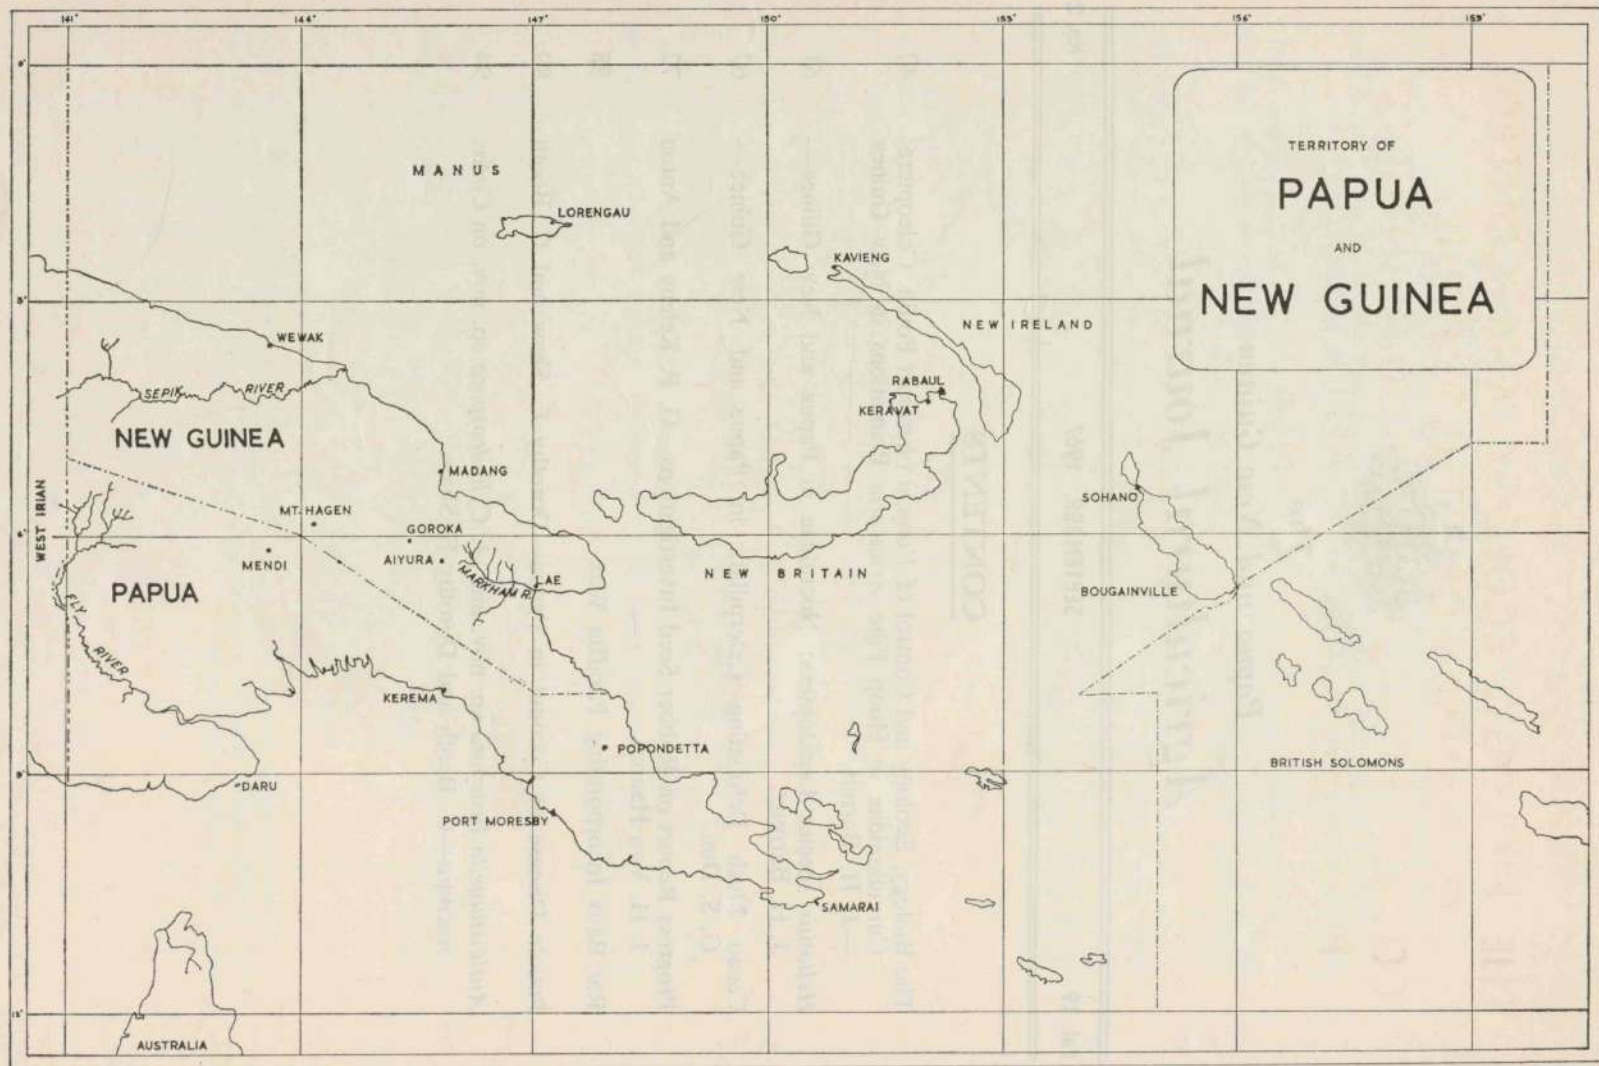 141°
144°
147°
150°
156°
TERRITORY OF
PAPUA
AND
NEW GUINEA
MANUS
LORENGAU
KAVIENG
NEW IRELAND
WEWAK
SEPIK RIVER
RABAUL
KERAVAT
NEW GUINEA
MADANG
SOHANO
WEST IRIAN
MT. HAGEN
GOROKA
MENDI
AIYURA
MARKHAM R.
LAE
NEW BRITAIN
PAPUA
BOUGAINVILLE
FLY RIVER
KEREMA
POPONDETTA
BRITISH SOLOMONS
9°
DARU
PORT MORESBY
SAMARAI
AUSTRALIA